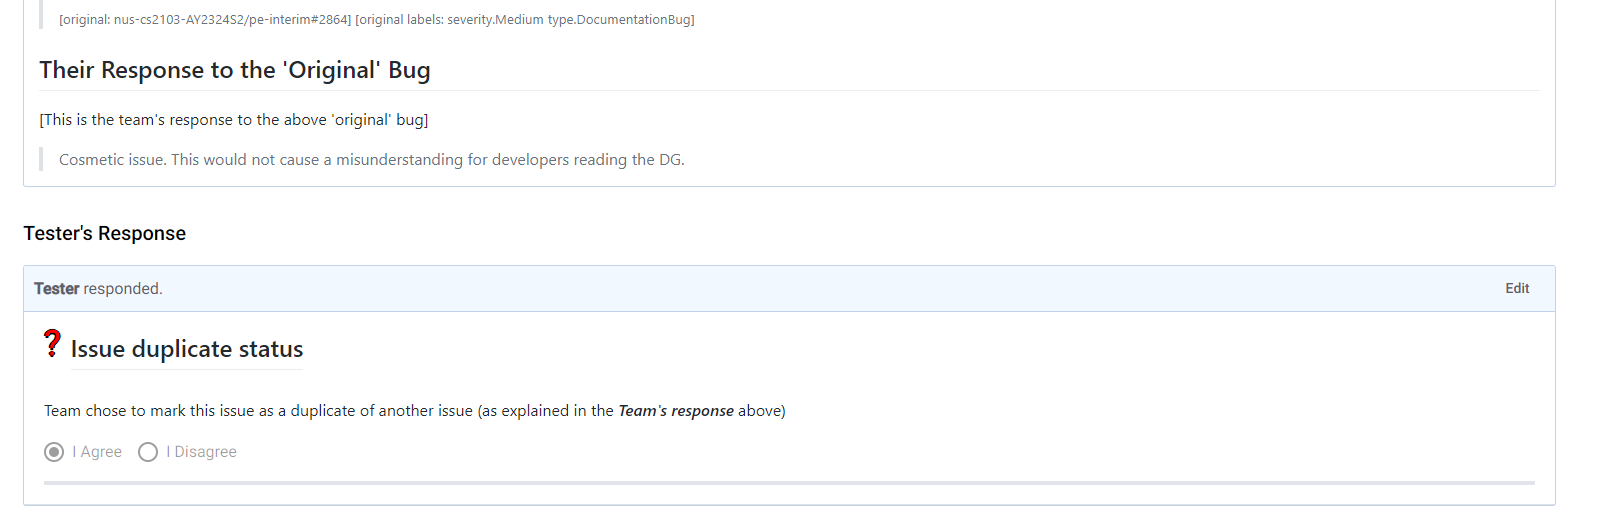 [original: nus-cs2103-AY2324S2/pe-interim#2864] [original labels: severity.Medium type.DocumentationBug]
Their Response to the 'Original' Bug
[This is the team's response to the above 'original' bug]
Cosmetic issue. This would not cause a misunderstanding for developers reading the DG.
Tester's Response
Tester responded.
Edit
❓ Issue duplicate status
Team chose to mark this issue as a duplicate of another issue (as explained in the Team's response above)
I Agree I Disagree